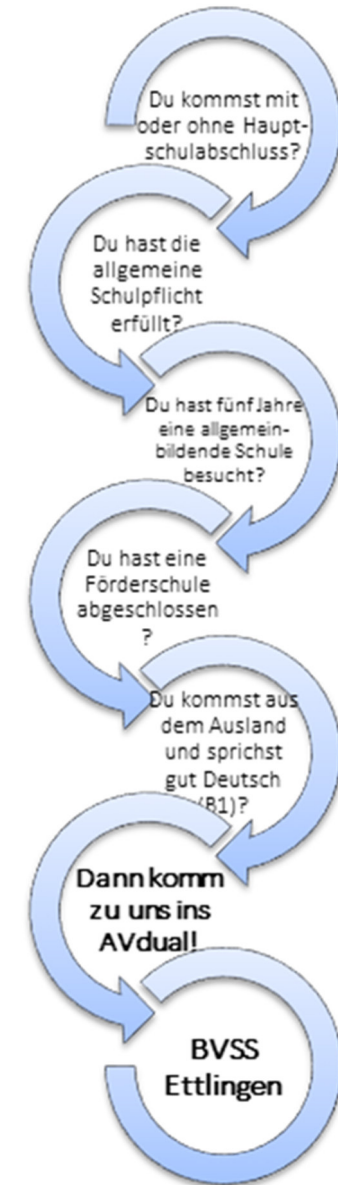 Du kommst mit
oder ohne Haupt-
schulabschluss?
Du hast die
allgemeine
Schulpflicht
erfüllt?
Du hast fünf Jahre
eine allgemein-
bildende Schule
besucht?
Du hast eine
Förderschule
abgeschlossen
?
Du kommst aus
dem Ausland
und sprichst
gut Deutsch
(B1)?
Dann komm
zu uns ins
AVdual!
BVSS
Ettlingen